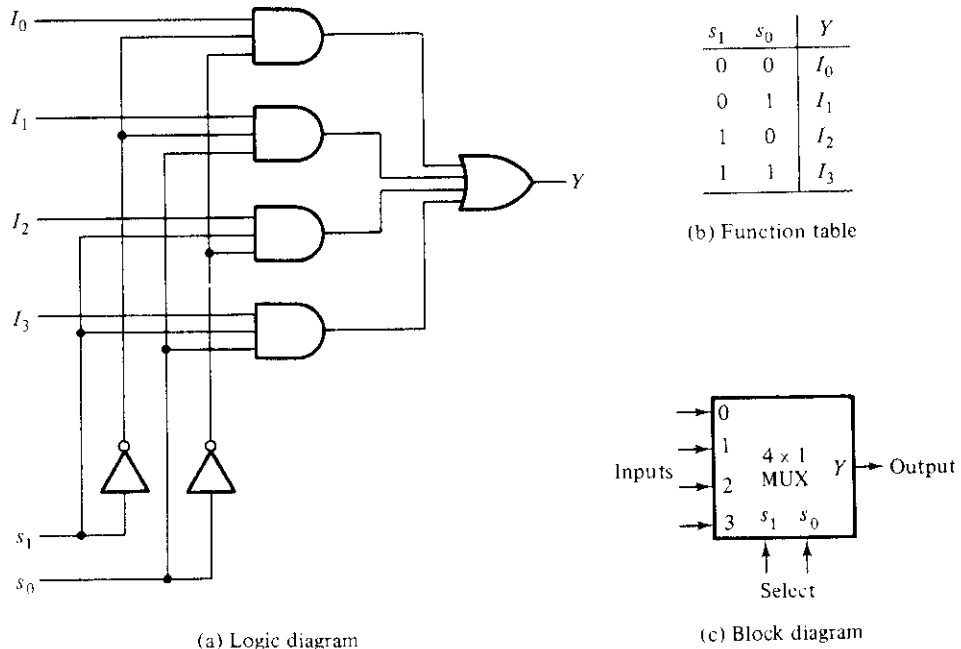 I₀
I₁
I₂
I₃
s₁
s₀
Y
(a) Logic diagram
s₁ s₀ Y
0 0 I₀
0 1 I₁
1 0 I₂
1 1 I₃
(b) Function table
Inputs
0
1
2
3
4 × 1
MUX
Y
Output
s₁ s₀
Select
(c) Block diagram